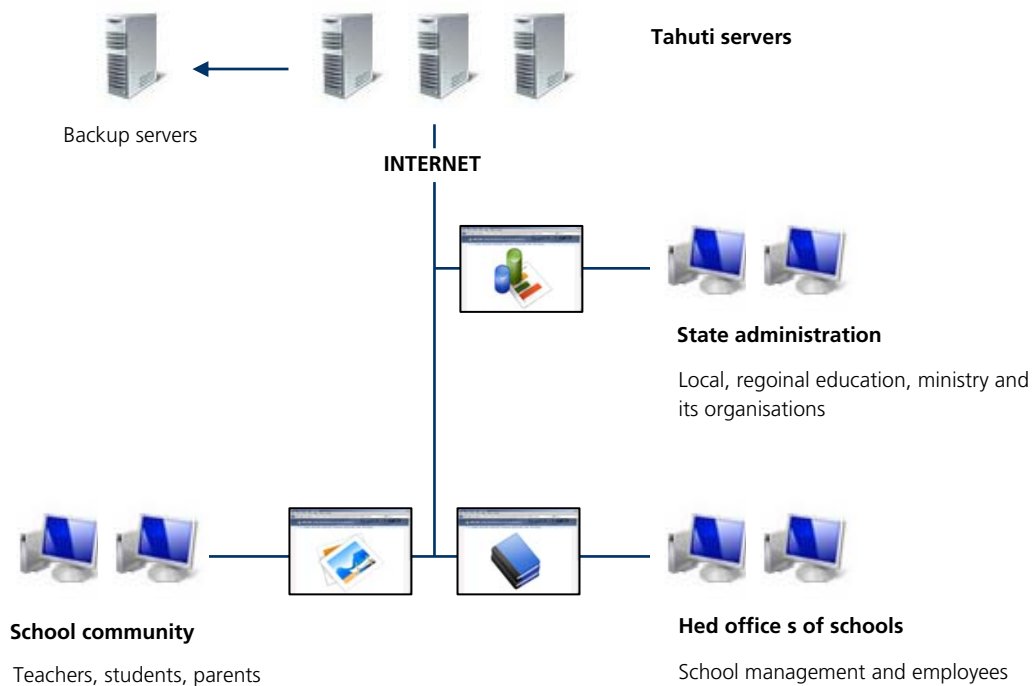 Tahuti servers
Backup servers
INTERNET
State administration
Local, regoinal education, ministry and
its organisations
School community
Teachers, students, parents
Hed office s of schools
School management and employees